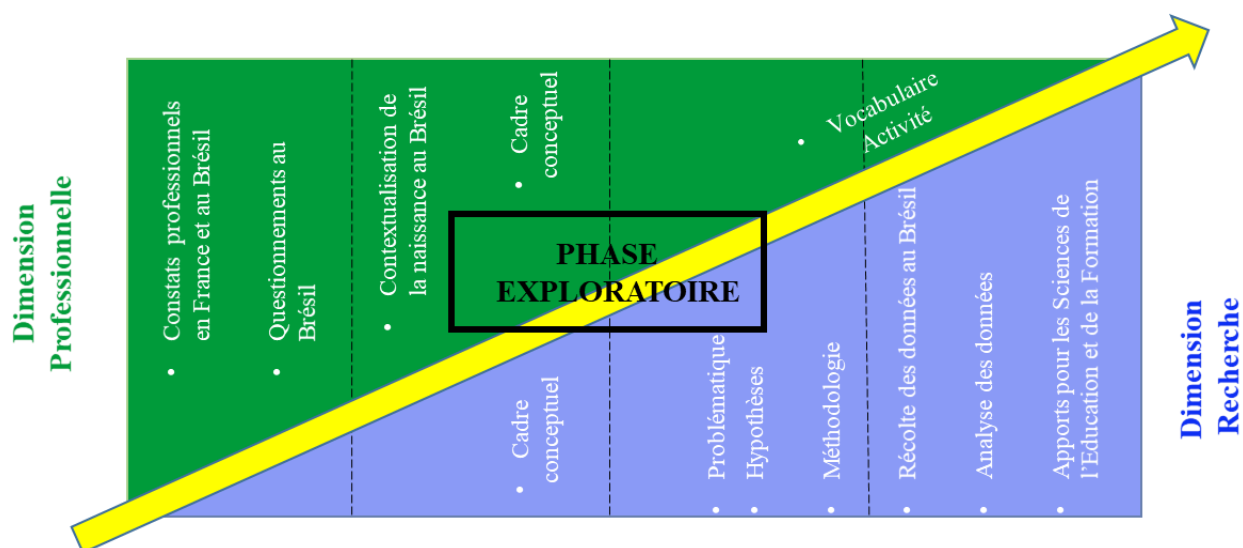 Dimension
Professionnelle
• Constats professionnels
en France et au Brésil
• Questionnements au
Brésil
• Contextualisation de
la naissance au Brésil
• Cadre
conceptuel
• Vocabulaire
Activité
PHASE
EXPLORATOIRE
• Cadre
conceptuel
• Problématique
• Hypothèses
• Méthodologie
• Récolte des données au Brésil
• Analyse des données
• Apports pour les Sciences de
l'Education et de la Formation
Dimension
Recherche